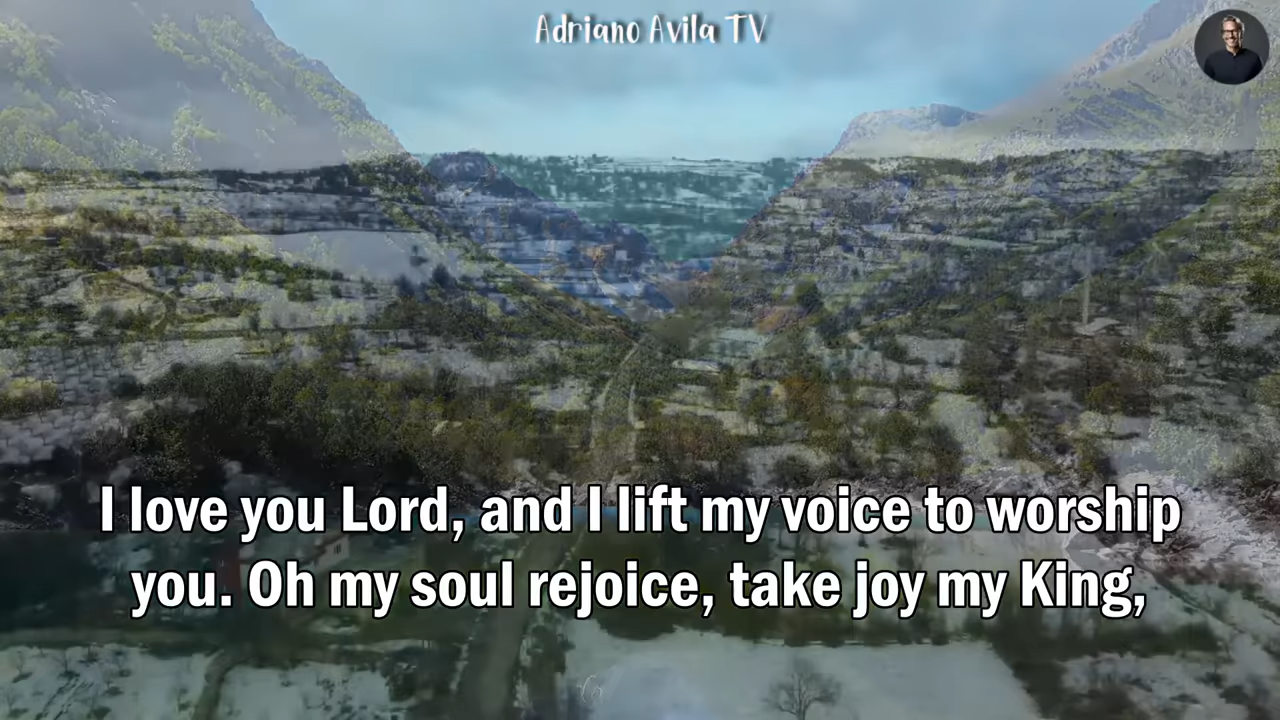 Adriano Avila TV
I love you Lord, and I lift my voice to worship
you. Oh my soul rejoice, take joy my King,